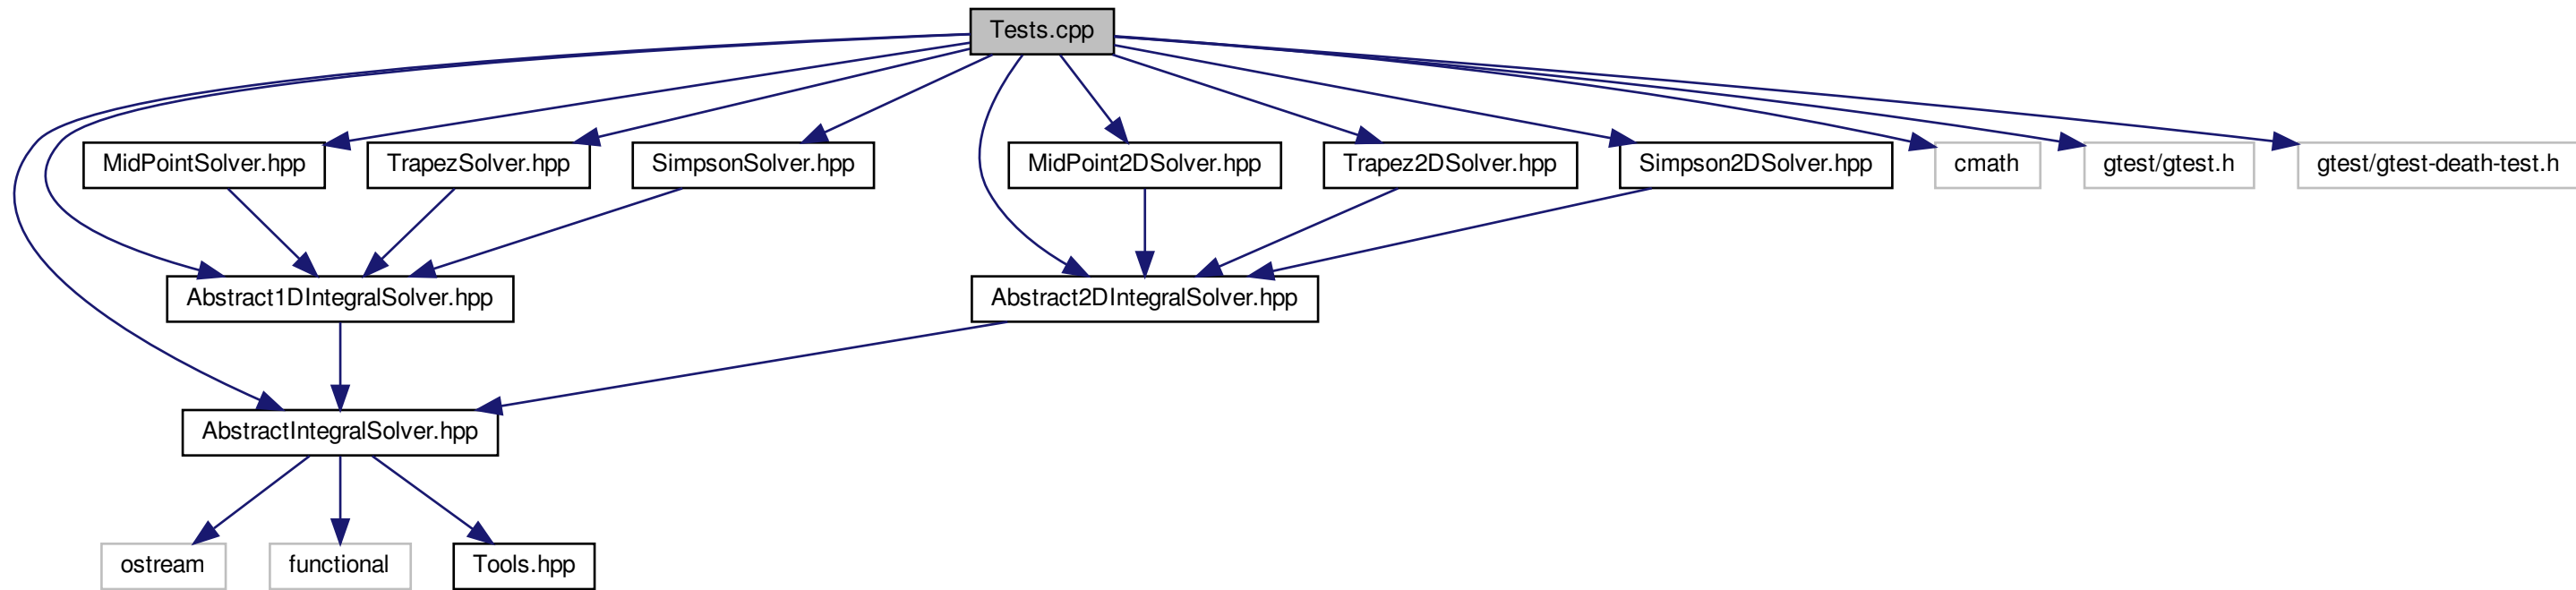 Tests.cpp
MidPointSolver.hpp
TrapezSolver.hpp
SimpsonSolver.hpp
MidPoint2DSolver.hpp
Trapez2DSolver.hpp
Simpson2DSolver.hpp
cmath
gtest/gtest.h
gtest/gtest-death-test.h
Abstract1DIntegralSolver.hpp
Abstract2DIntegralSolver.hpp
AbstractIntegralSolver.hpp
ostream
functional
Tools.hpp